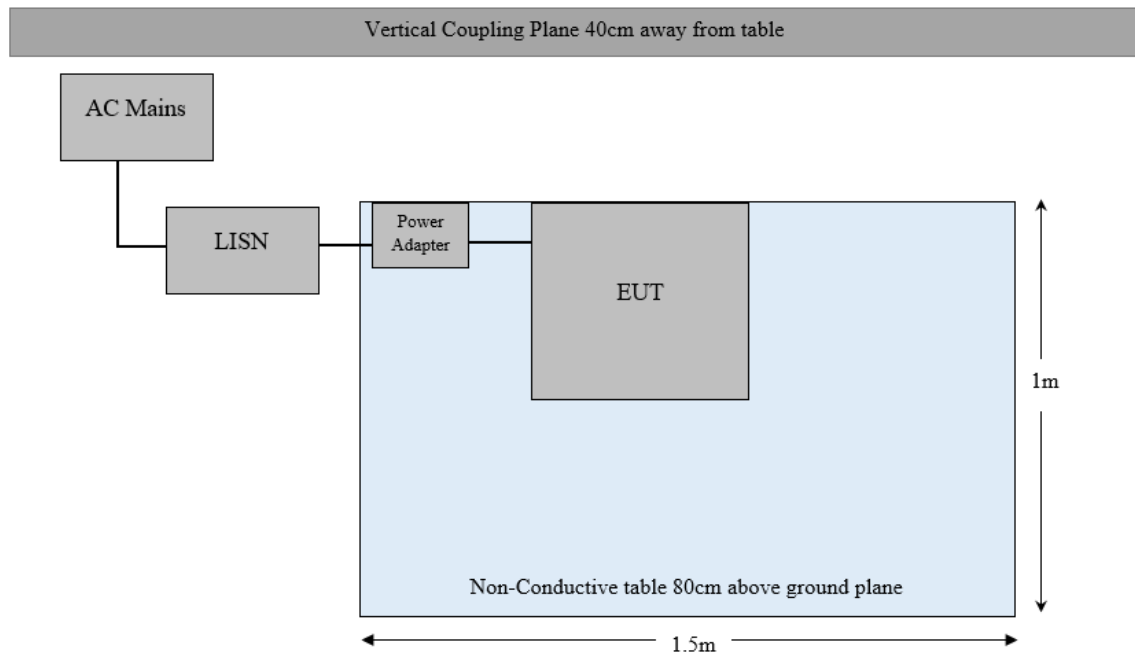 Vertical Coupling Plane 40cm away from table
AC Mains
LISN
Power
Adapter
EUT
1m
Non-Conductive table 80cm above ground plane
1.5m